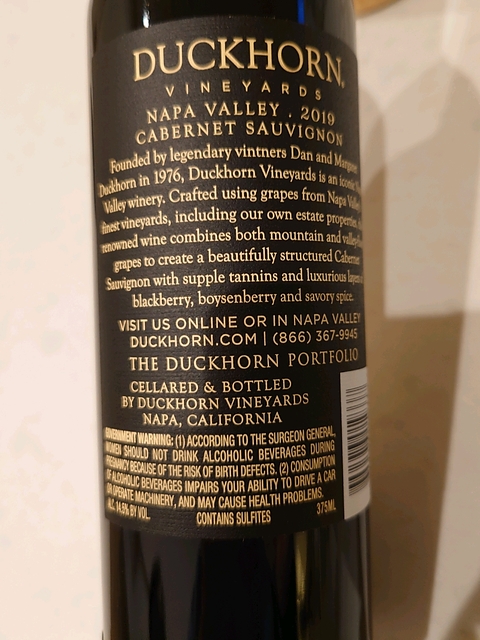 DUCKHORN.
VINEYARDS
NAPA VALLEY . 2019
CABERNET SAUVIGNON
Founded by legendary vintners Dan and Margaret
Duckhorn in 1976, Duckhorn Vineyards is an iconic
Valley winery. Crafted using grapes from Napa Valley
finest vineyards, including our own estate properties,
renowned wine combines both mountain and valley
grapes to create a beautifully structured Cabernet
Sauvignon with supple tannins and luxurious layers
blackberry, boysenberry and savory spice.
VISIT US ONLINE OR IN NAPA VALLEY
DUCKHORN.COM | (866) 367-9945
THE DUCKHORN PORTFOLIO
CELLARED & BOTTLED
BY DUCKHORN VINEYARDS
NAPA, CALIFORNIA
GOVERNMENT WARNING: (1) ACCORDING TO THE SURGEON GENERAL,
WOMEN SHOULD NOT DRINK ALCOHOLIC BEVERAGES DURING
PREGNANCY BECAUSE OF THE RISK OF BIRTH DEFECTS. (2) CONSUMPTION
OF ALCOHOLIC BEVERAGES IMPAIRS YOUR ABILITY TO DRIVE A CAR
OR OPERATE MACHINERY, AND MAY CAUSE HEALTH PROBLEMS.
ALC. 14.5% BY VOL. CONTAINS SULFITES 375ML